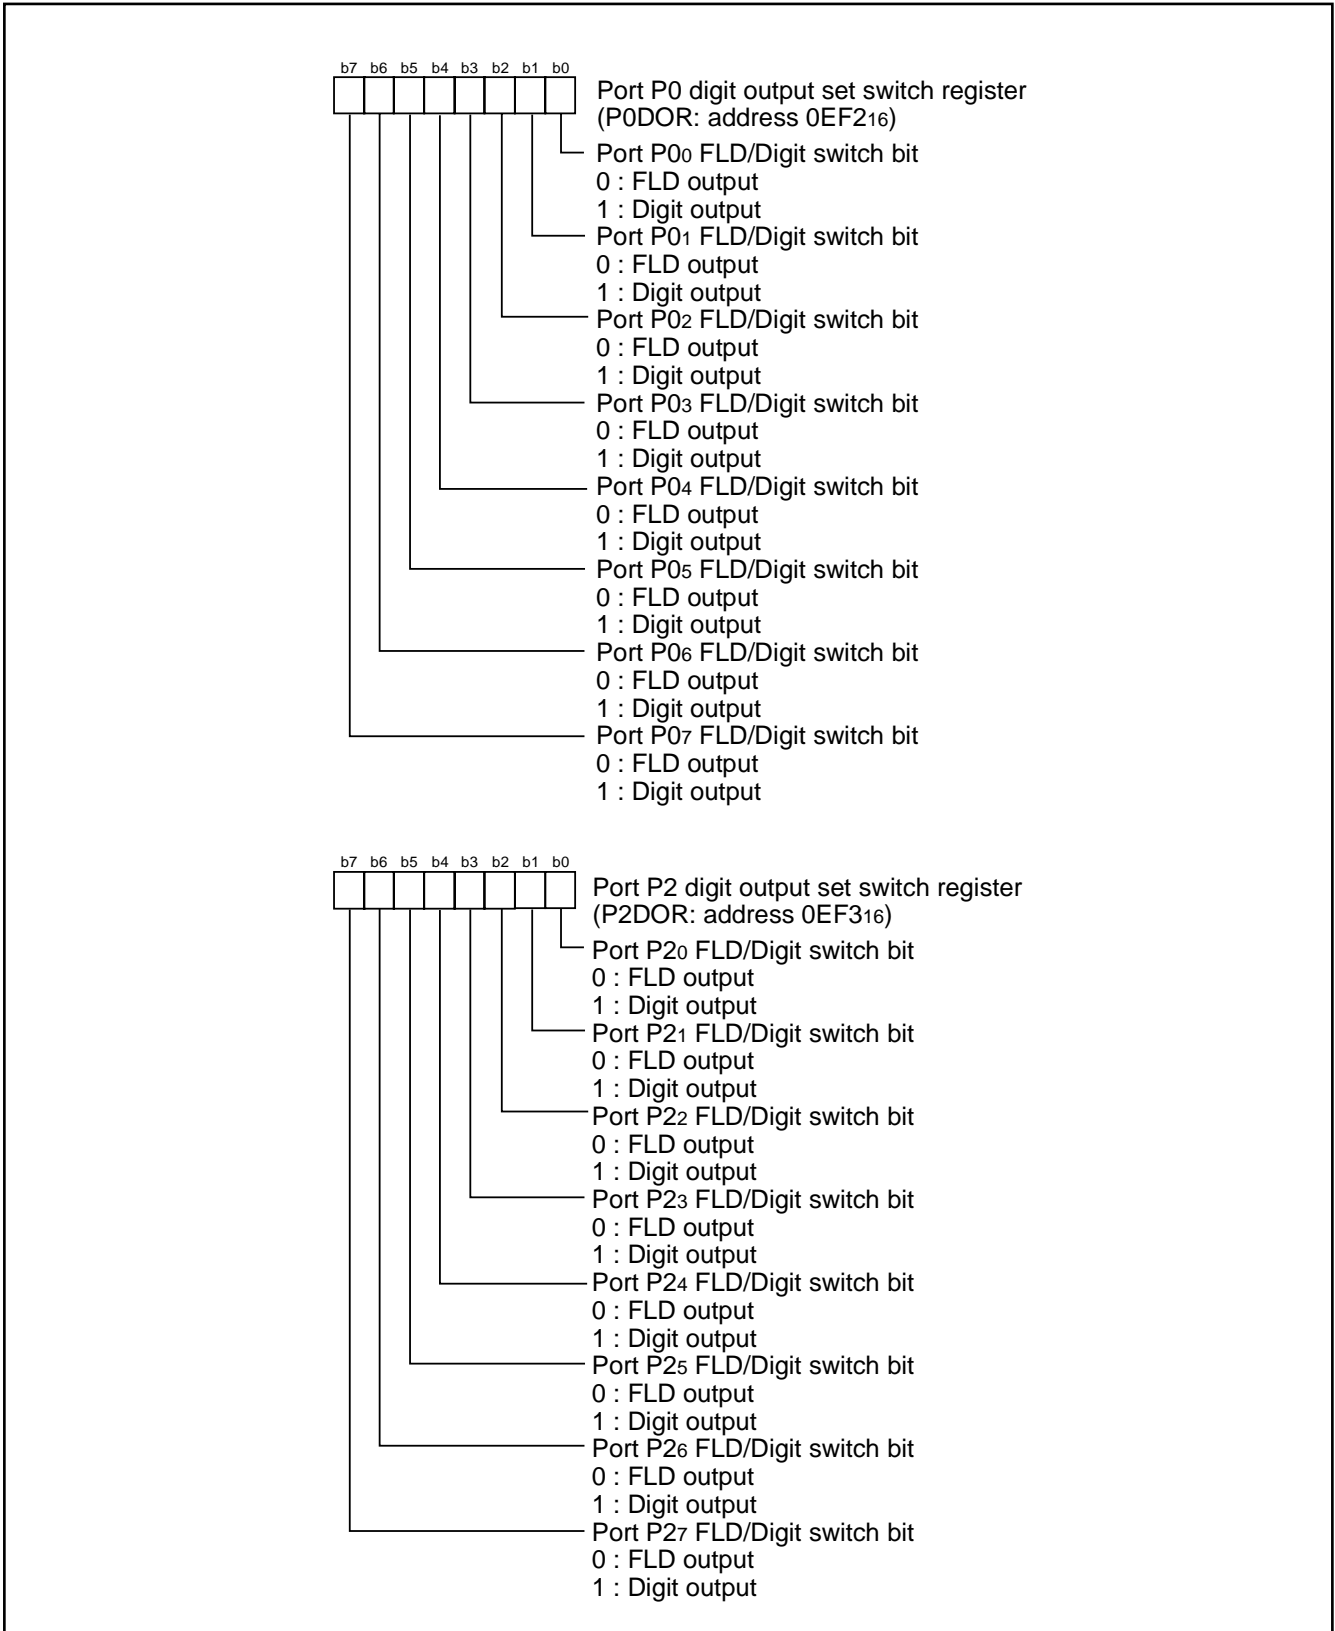 b7 b6 b5 b4 b3 b2 b1 b0
Port P0 digit output set switch register
(P0DOR: address 0EF216)
Port P00 FLD/Digit switch bit
0 : FLD output
1 : Digit output
Port P01 FLD/Digit switch bit
0 : FLD output
1 : Digit output
Port P02 FLD/Digit switch bit
0 : FLD output
1 : Digit output
Port P03 FLD/Digit switch bit
0 : FLD output
1 : Digit output
Port P04 FLD/Digit switch bit
0 : FLD output
1 : Digit output
Port P05 FLD/Digit switch bit
0 : FLD output
1 : Digit output
Port P06 FLD/Digit switch bit
0 : FLD output
1 : Digit output
Port P07 FLD/Digit switch bit
0 : FLD output
1 : Digit output
b7 b6 b5 b4 b3 b2 b1 b0
Port P2 digit output set switch register
(P2DOR: address 0EF316)
Port P20 FLD/Digit switch bit
0 : FLD output
1 : Digit output
Port P21 FLD/Digit switch bit
0 : FLD output
1 : Digit output
Port P22 FLD/Digit switch bit
0 : FLD output
1 : Digit output
Port P23 FLD/Digit switch bit
0 : FLD output
1 : Digit output
Port P24 FLD/Digit switch bit
0 : FLD output
1 : Digit output
Port P25 FLD/Digit switch bit
0 : FLD output
1 : Digit output
Port P26 FLD/Digit switch bit
0 : FLD output
1 : Digit output
Port P27 FLD/Digit switch bit
0 : FLD output
1 : Digit output